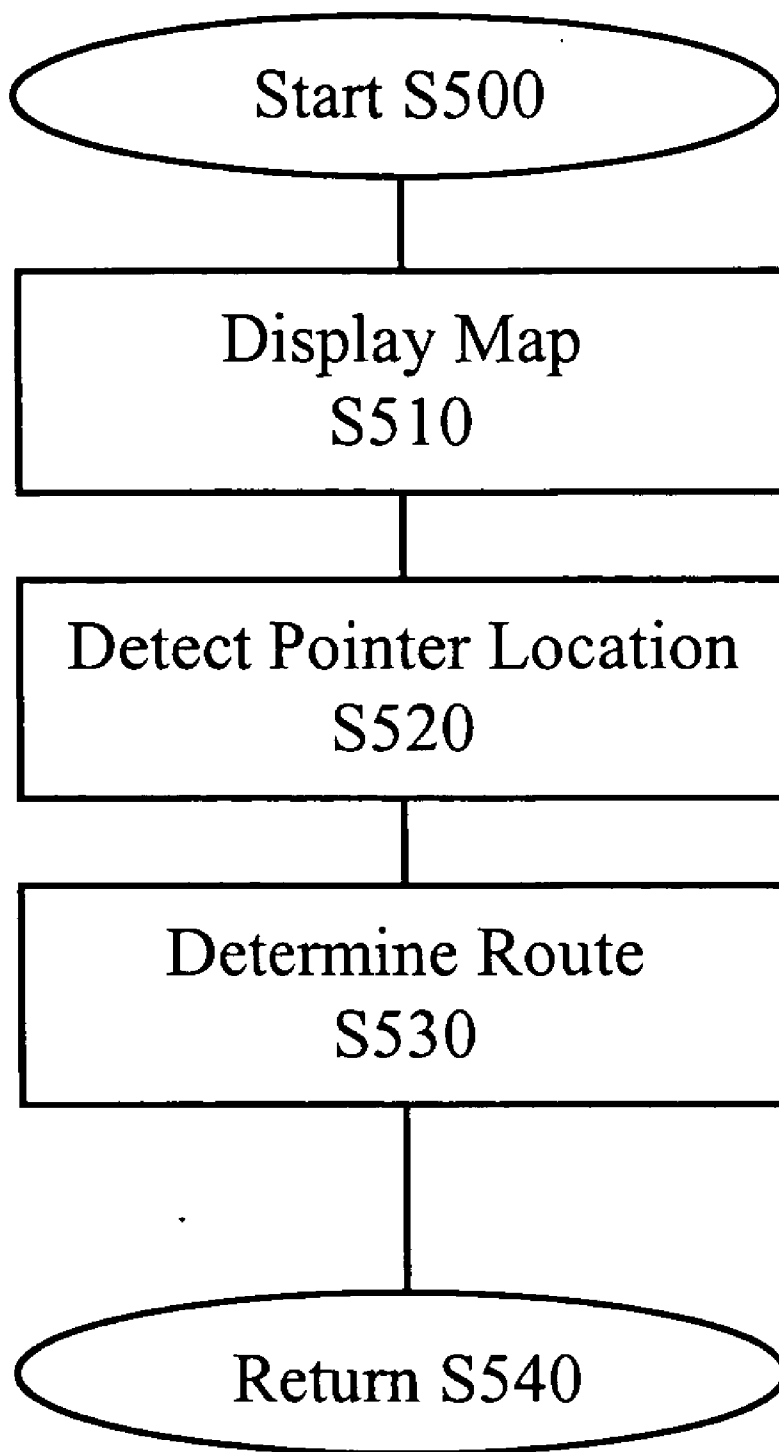 Start S500
Display Map
S510
Detect Pointer Location
S520
Determine Route
S530
Return S540